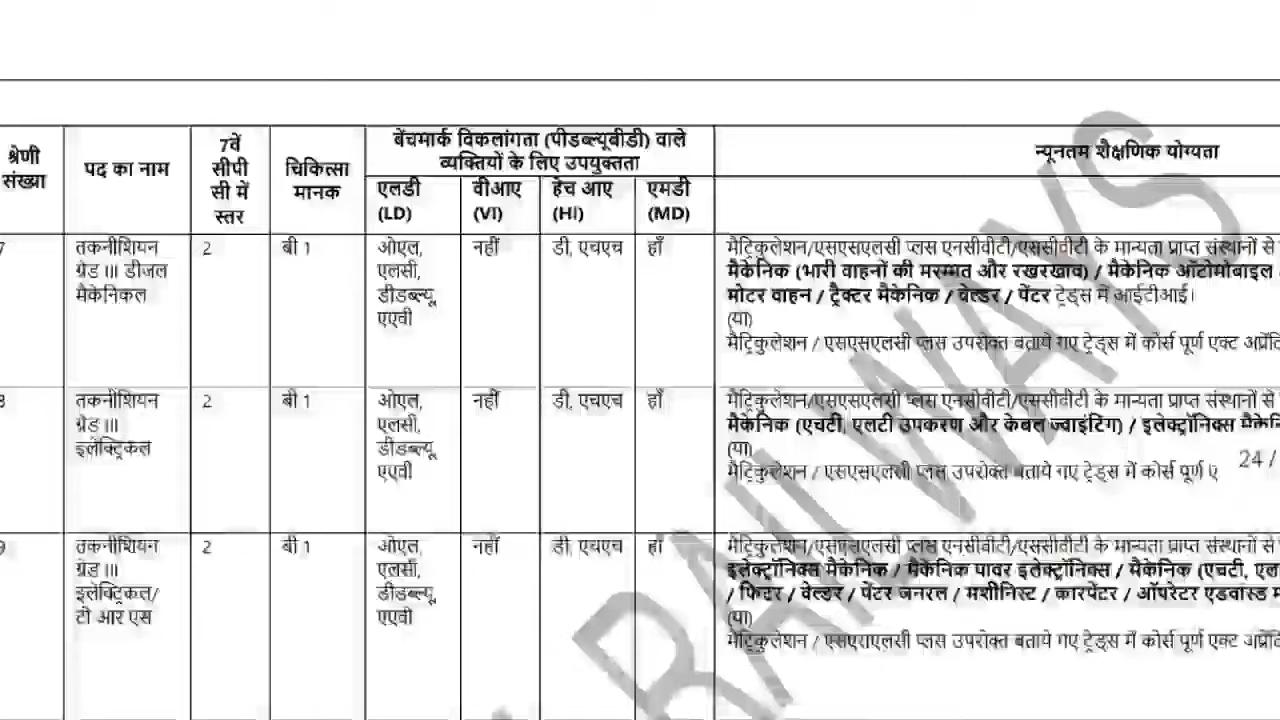 श्रेणी
संख्या
पद का नाम
7वें
सीपी
सी में
स्तर
चिकित्सा
मानक
बेंचमार्क विकलांगता (पीडब्ल्यूबीडी) वाले
व्यक्तियों के लिए उपयुक्तता
एलडी
(LD)
वीआए
(VI)
हेच आए
(HI)
एमडी
(MD)
न्यूनतम शैक्षणिक योग्यता
7
तकनीशियन
ग्रेड III डीजल
मैकेनिकल
2
बी 1
ओएल,
एलसी,
डीडब्ल्यू,
एएवी
नहीं
डी, एचएच
हाँ
मैट्रिकुलेशन/एसएसएलसी प्लस एनसीवीटी/एससीवीटी के मान्यता प्राप्त संस्थानों से
मैकेनिक (भारी वाहनों की मरम्मत और रखरखाव) / मैकेनिक ऑटोमोबाइल
मोटर वाहन / ट्रैक्टर मैकेनिक / वेल्डर / पेंटर ट्रेड्स में आईटीआई।
(या)
मैट्रिकुलेशन / एसएसएलसी प्लस उपरोक्त बताये गए ट्रेड्स में कोर्स पूर्ण एक्ट
8
तकनीशियन
ग्रेड III
इलेक्ट्रिकल
2
बी 1
ओएल,
एलसी,
डीडब्ल्यू,
एएवी
नहीं
डी, एचएच
हाँ
मैट्रिकुलेशन/एसएसएलसी प्लस एनसीवीटी/एससीवीटी के मान्यता प्राप्त संस्थानों से
मैकेनिक (एचटी, एलटी उपकरण और केबल ज्वाइंटिंग) / इलेक्ट्रॉनिक्स
(या)
मैट्रिकुलेशन / एसएसएलसी प्लस उपरोक्त बताये गए ट्रेड्स में कोर्स पूर्ण ए
24 /
9
तकनीशियन
ग्रेड III
इलेक्ट्रिकल/
टी आर एस
2
बी 1
ओएल,
एलसी,
डीडब्ल्यू,
एएवी
नहीं
डी, एचएच
हाँ
मैट्रिकुलेशन/एसएसएलसी प्लस एनसीवीटी/एससीवीटी के मान्यता प्राप्त संस्थानों से
इलेक्ट्रॉनिक्स मैकेनिक / मैकेनिक पावर इलेक्ट्रॉनिक्स / मैकेनिक (एचटी,
/ फिटर / वेल्डर / पेंटर जनरल / मशीनिस्ट / कारपेंटर / ऑपरेटर एडवांस्ड
(या)
मैट्रिकुलेशन / एसएसएलसी प्लस उपरोक्त बताये गए ट्रेड्स में कोर्स पूर्ण एक्ट
RAILWAYS